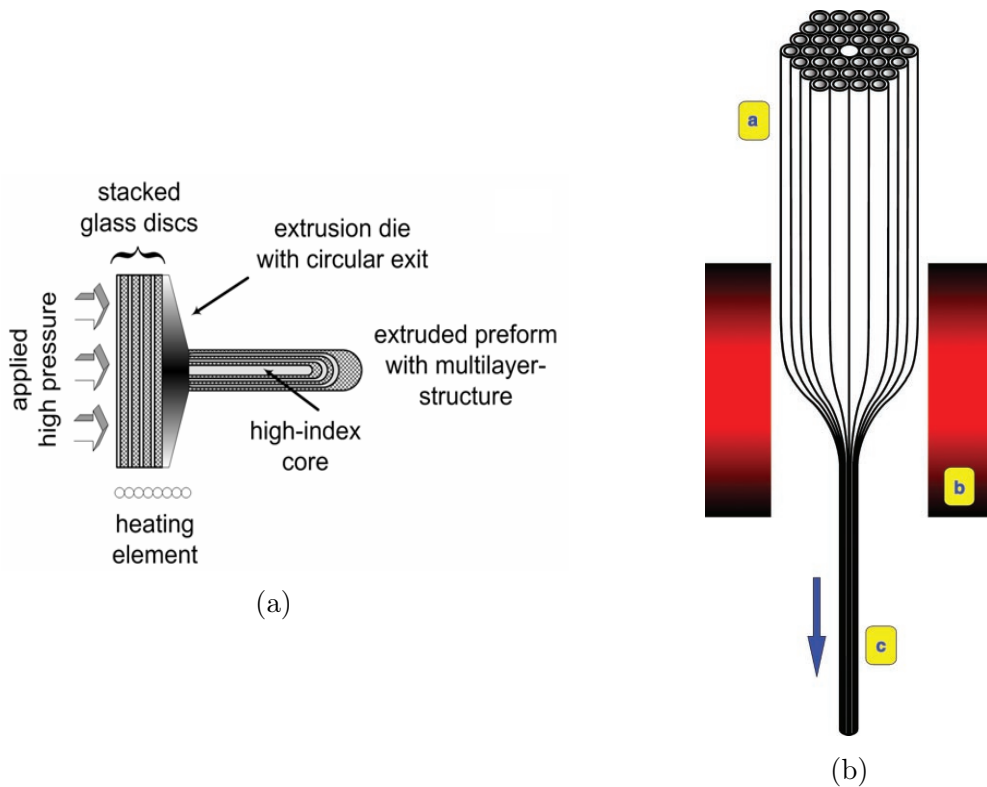 stacked
glass discs
extrusion die
with circular exit
applied
high pressure
extruded preform
with multilayer-
structure
high-index
core
heating
element
(a)
a
b
c
(b)